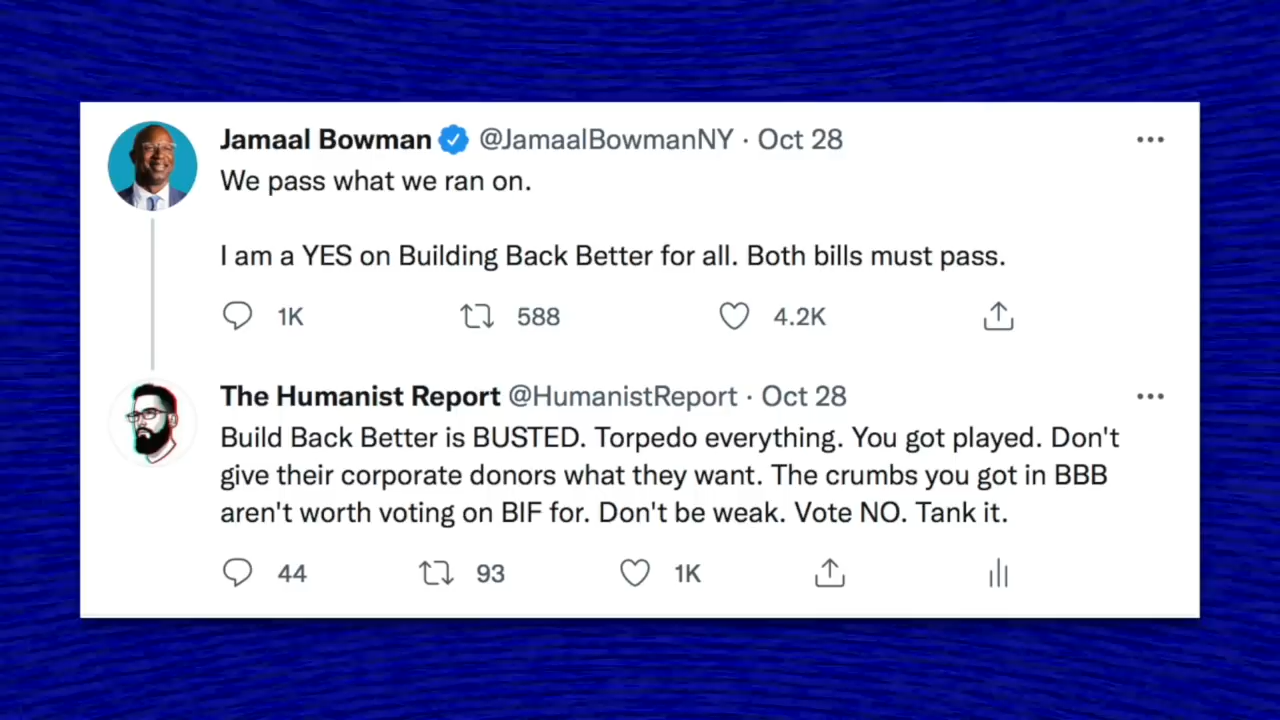 Jamaal Bowman @JamaalBowmanNY · Oct 28
We pass what we ran on.
I am a YES on Building Back Better for all. Both bills must pass.
1K 588 4.2K
The Humanist Report @HumanistReport · Oct 28
Build Back Better is BUSTED. Torpedo everything. You got played. Don't
give their corporate donors what they want. The crumbs you got in BBB
aren't worth voting on BIF for. Don't be weak. Vote NO. Tank it.
44 93 1K